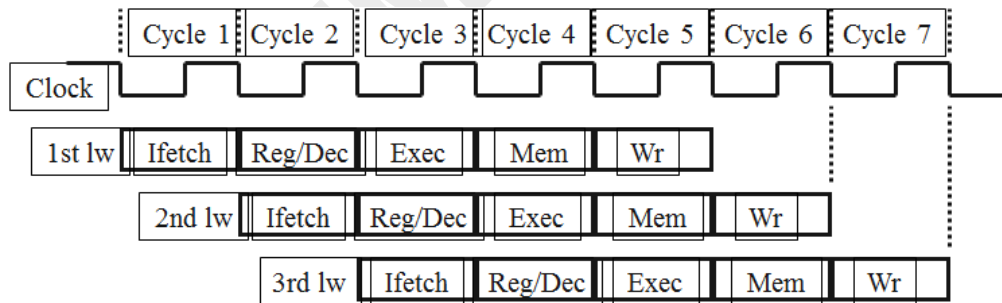 Cycle 1 Cycle 2 Cycle 3 Cycle 4 Cycle 5 Cycle 6 Cycle 7
Clock
1st lw Ifetch Reg/Dec Exec Mem Wr
2nd lw Ifetch Reg/Dec Exec Mem Wr
3rd lw Ifetch Reg/Dec Exec Mem Wr